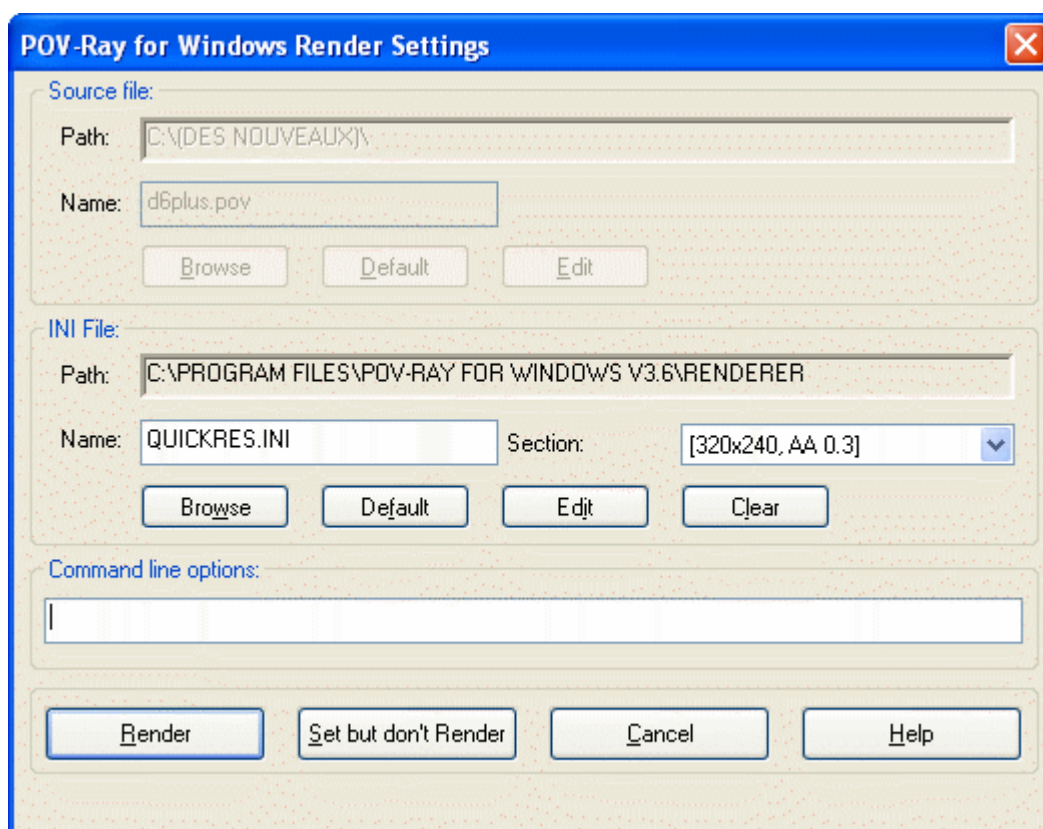 POV-Ray for Windows Render Settings
Source file:
Path: C:\(DES NOUVEAUX)\
Name: d6plus.pov
Browse Default Edit
INI File:
Path: C:\PROGRAM FILES\POV-RAY FOR WINDOWS V3.6\RENDERER
Name: QUICKRES.INI Section: [320x240, AA 0.3]
Browse Default Edit Clear
Command line options:
Render Set but don't Render Cancel Help